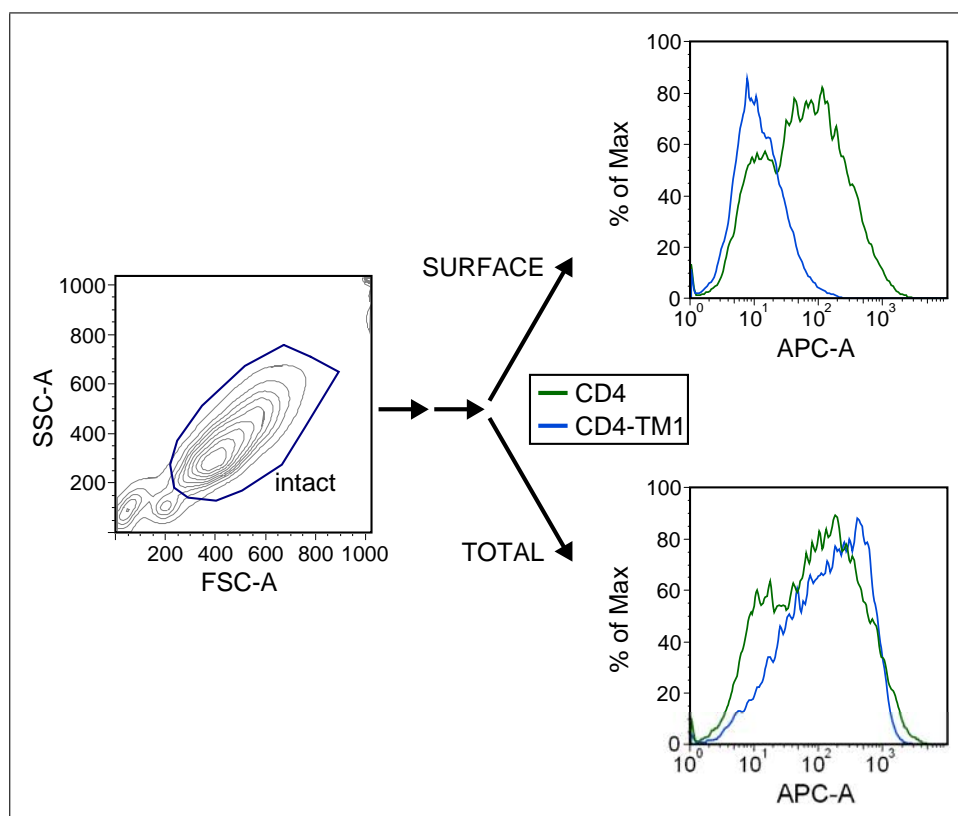 100
80
60
40
20
0
% of Max
10^0 10^1 10^2 10^3
APC-A
SURFACE
1000
800
600
400
200
SSC-A
intact
200 400 600 800 1000
FSC-A
CD4
CD4-TM1
TOTAL
100
80
60
40
20
0
% of Max
10^0 10^1 10^2 10^3
APC-A